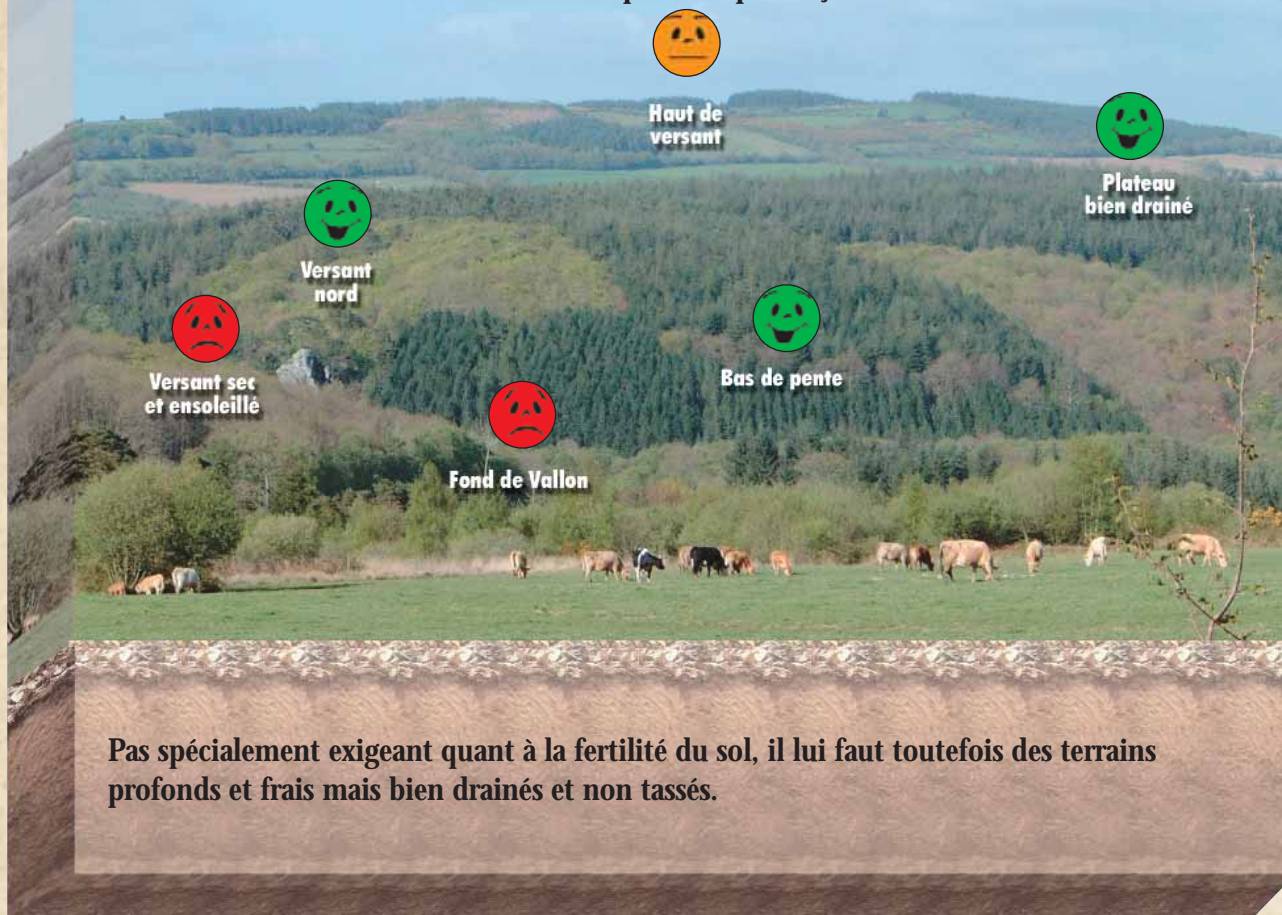 Haut de
versant
Plateau
bien drainé
Versant
nord
Versant sec
et ensoleillé
Bas de pente
Fond de Vallon
Pas spécialement exigeant quant à la fertilité du sol, il lui faut toutefois des terrains
profonds et frais mais bien drainés et non tassés.